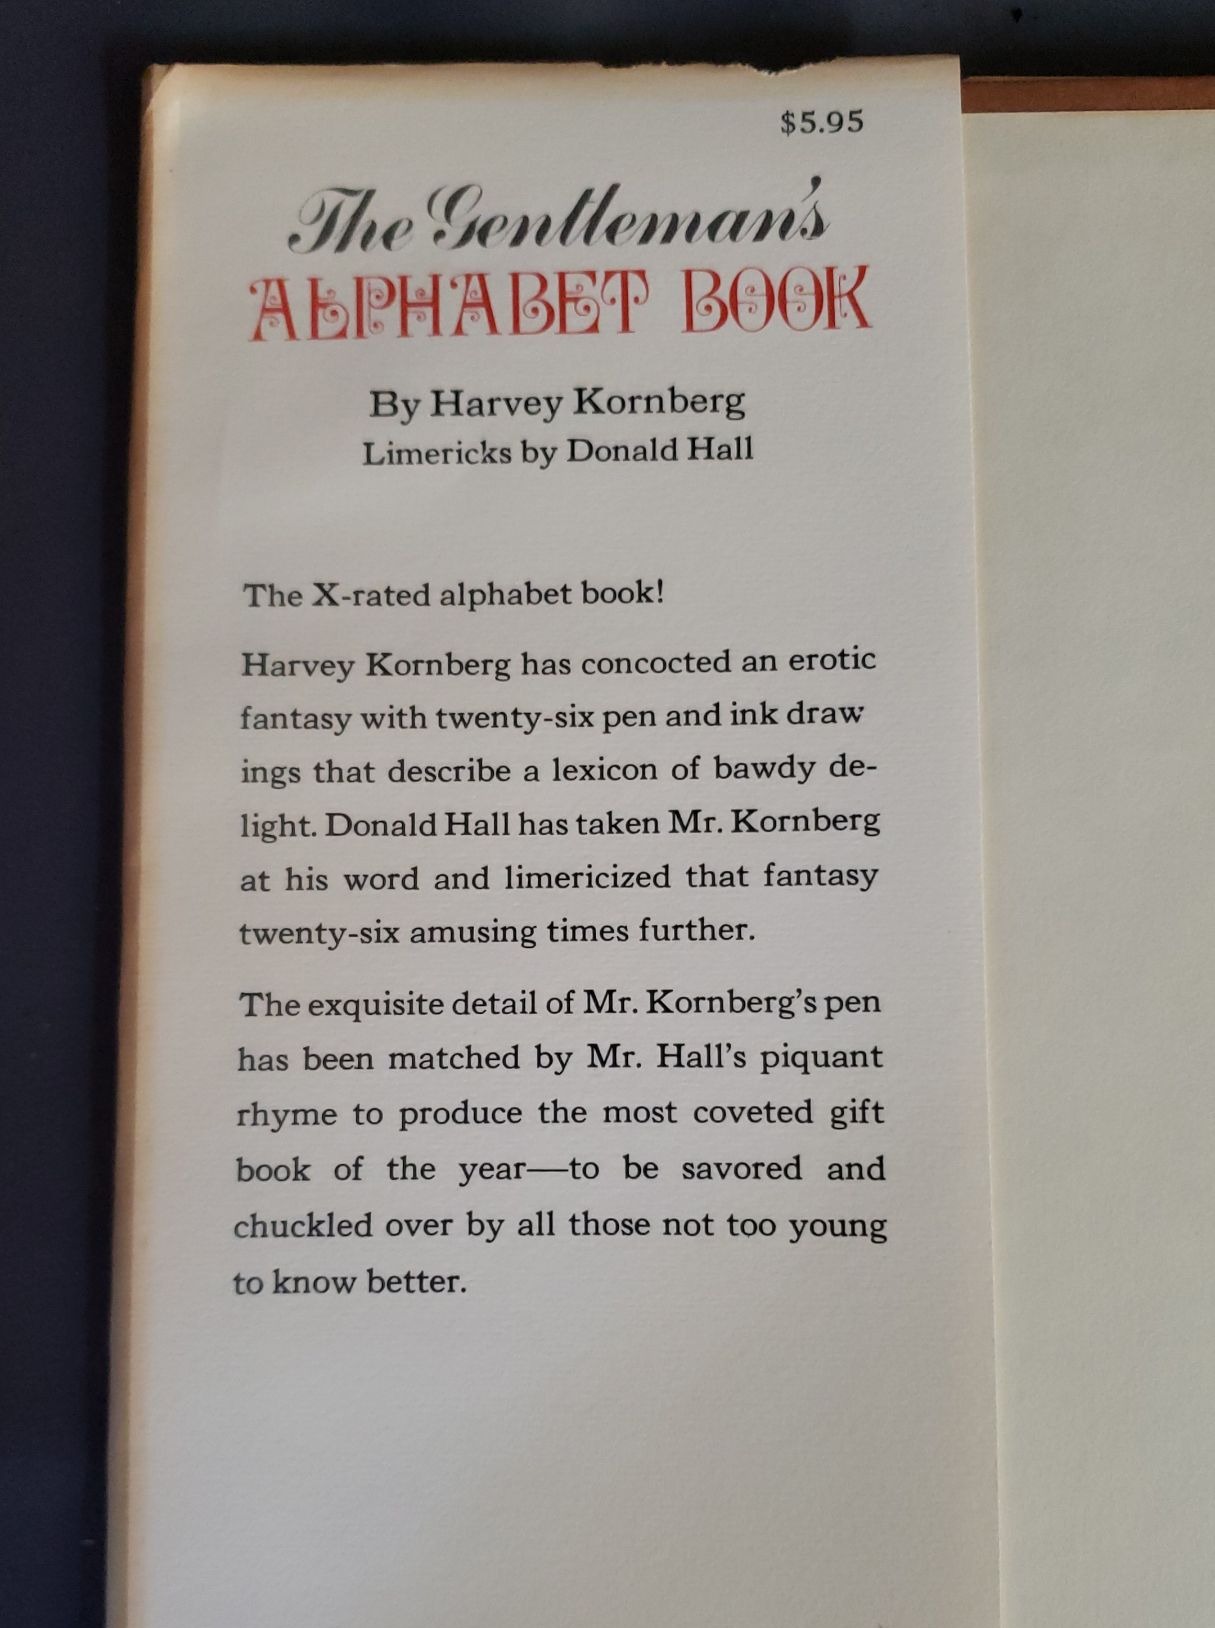 $5.95
The Gentleman's
ALPHABET BOOK
By Harvey Kornberg
Limericks by Donald Hall
The X-rated alphabet book!
Harvey Kornberg has concocted an erotic
fantasy with twenty-six pen and ink draw
ings that describe a lexicon of bawdy de-
light. Donald Hall has taken Mr. Kornberg
at his word and limericized that fantasy
twenty-six amusing times further.
The exquisite detail of Mr. Kornberg's pen
has been matched by Mr. Hall's piquant
rhyme to produce the most coveted gift
book of the year—to be savored and
chuckled over by all those not too young
to know better.